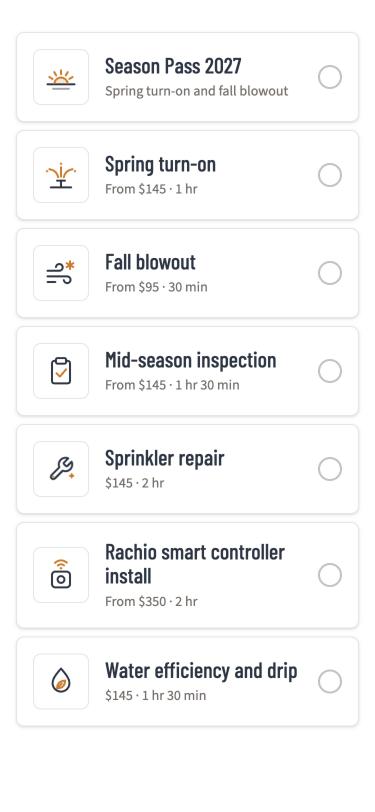 Season Pass 2027
Spring turn-on and fall blowout
Spring turn-on
From $145 · 1 hr
Fall blowout
From $95 · 30 min
Mid-season inspection
From $145 · 1 hr 30 min
Sprinkler repair
$145 · 2 hr
Rachio smart controller
install
From $350 · 2 hr
Water efficiency and drip
$145 · 1 hr 30 min